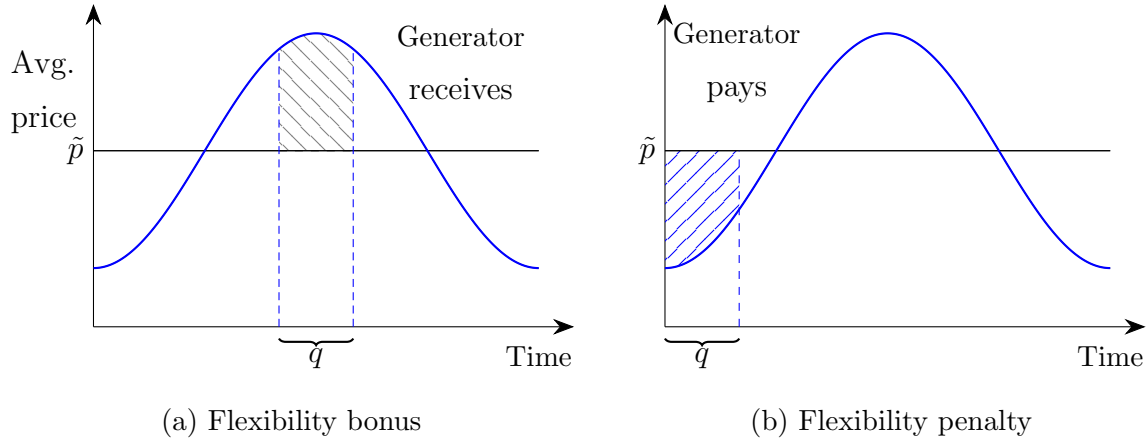 Avg.
price
p̃
Generator
receives
q
Time
(a) Flexibility bonus
Generator
pays
p̃
q
Time
(b) Flexibility penalty